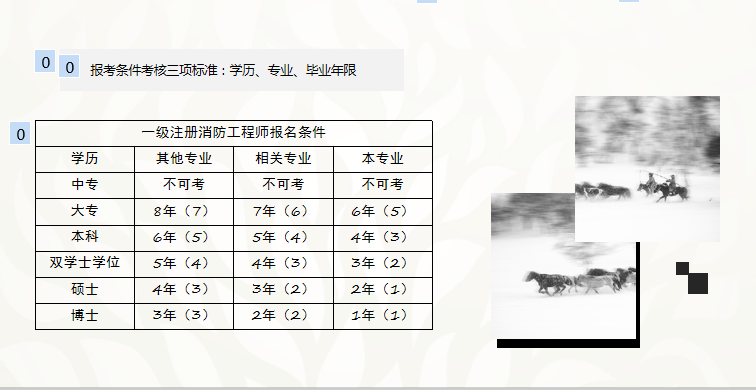 0
0 报考条件考核三项标准：学历、专业、毕业年限
0
一级注册消防工程师报名条件
学历 其他专业 相关专业 本专业
中专 不可考 不可考 不可考
大专 8年（7） 7年（6） 6年（5）
本科 6年（5） 5年（4） 4年（3）
双学士学位 5年（4） 4年（3） 3年（2）
硕士 4年（3） 3年（2） 2年（1）
博士 3年（3） 2年（2） 1年（1）